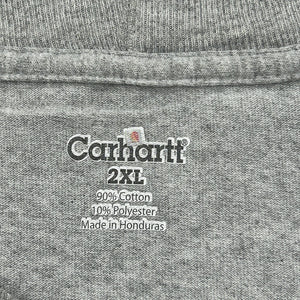 Carhartt
2XL
90% Cotton
10% Polyester
Made in Honduras